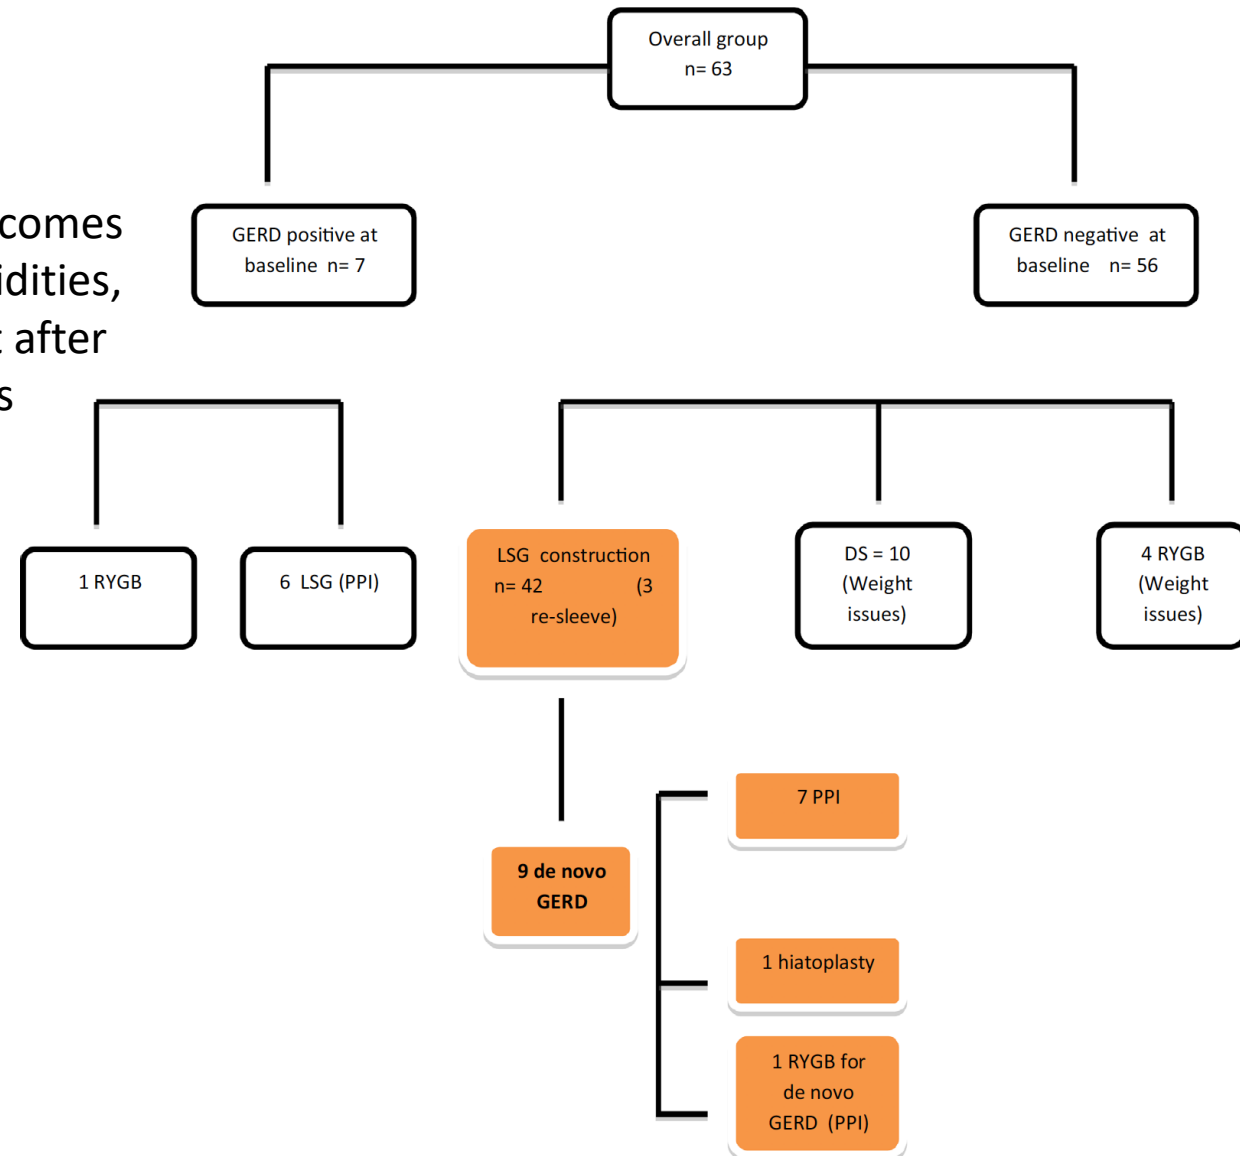 Overall group
n= 63
comes
idities,
after
s
GERD positive at
baseline n= 7
GERD negative at
baseline n= 56
1 RYGB
6 LSG (PPI)
LSG construction
n= 42 (3
re-sleeve)
DS = 10
(Weight
issues)
4 RYGB
(Weight
issues)
9 de novo
GERD
7 PPI
1 hiatoplasty
1 RYGB for
de novo
GERD (PPI)